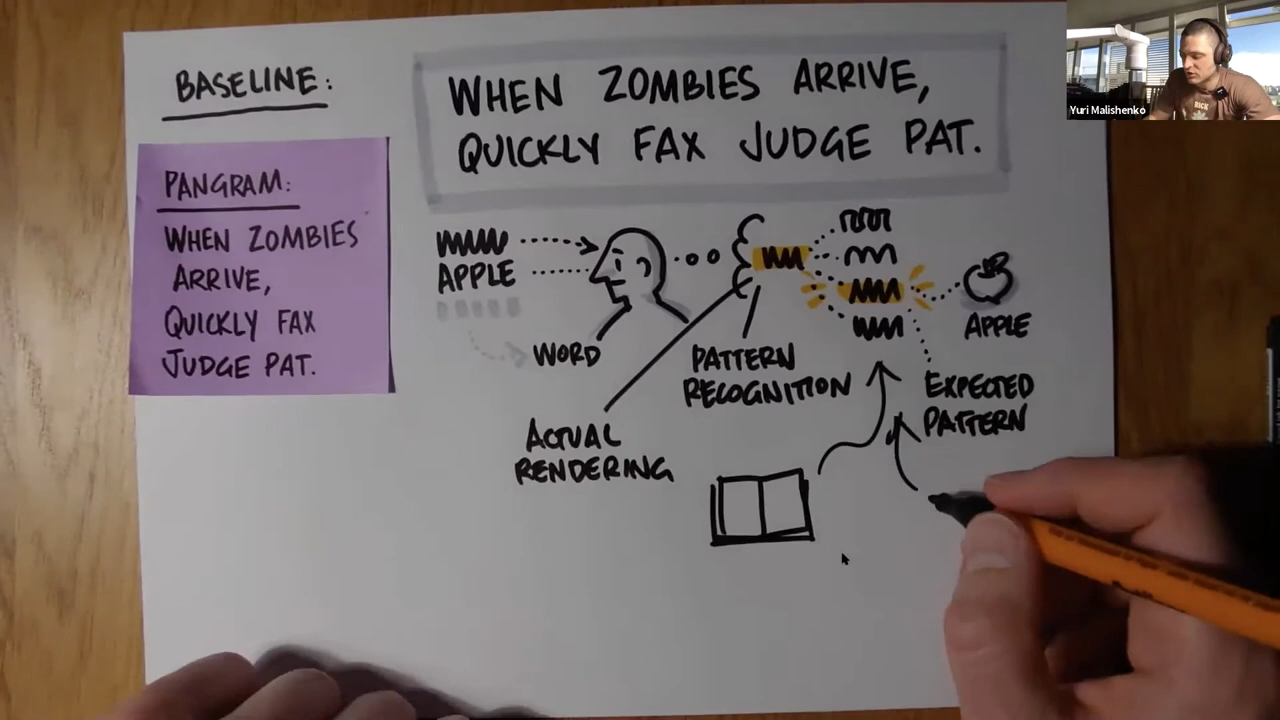 BASELINE:
PANGRAM:
WHEN ZOMBIES
ARRIVE,
QUICKLY FAX
JUDGE PAT.
WHEN ZOMBIES ARRIVE,
QUICKLY FAX JUDGE PAT.
APPLE
WORD
ACTUAL
RENDERING
PATTERN
RECOGNITION
EXPECTED
PATTERN
APPLE
Yuri Malishenko
RICK